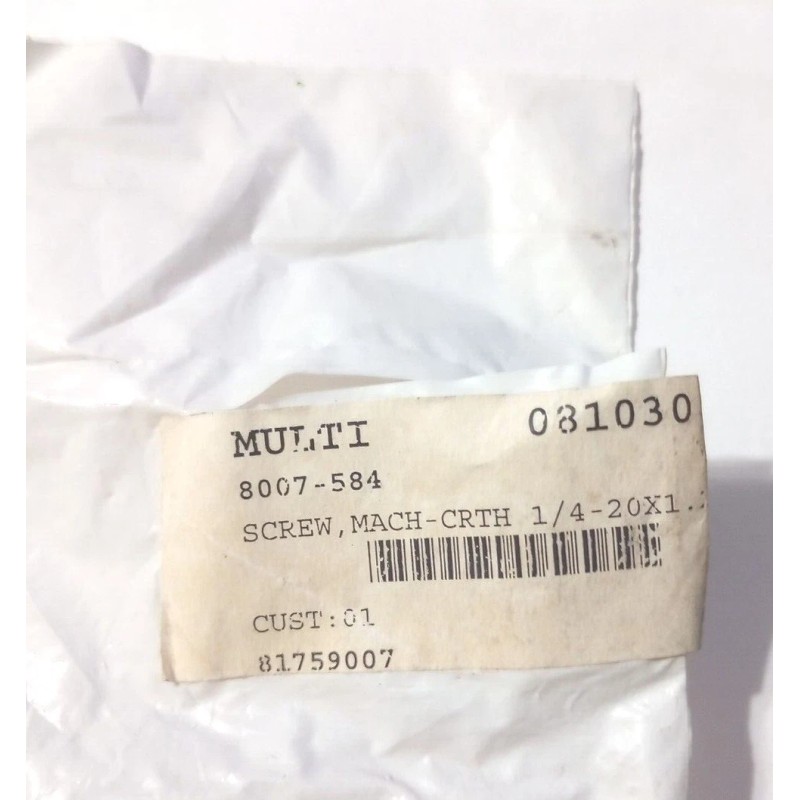 MULTI 081030
8007-584
SCREW,MACH-CRTH 1/4-20X1.
CUST:01
81759007